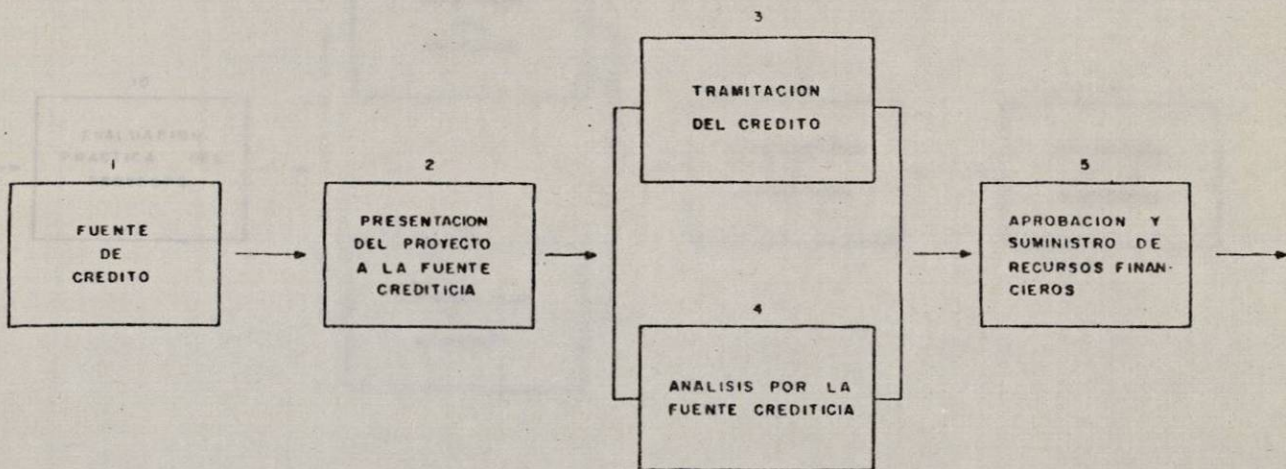 1
FUENTE
DE
CREDITO
2
PRESENTACION
DEL PROYECTO
A LA FUENTE
CREDITICIA
3
TRAMITACION
DEL CREDITO
4
ANALISIS POR LA
FUENTE CREDITICIA
5
APROBACION Y
SUMINISTRO DE
RECURSOS FINAN-
CIEROS